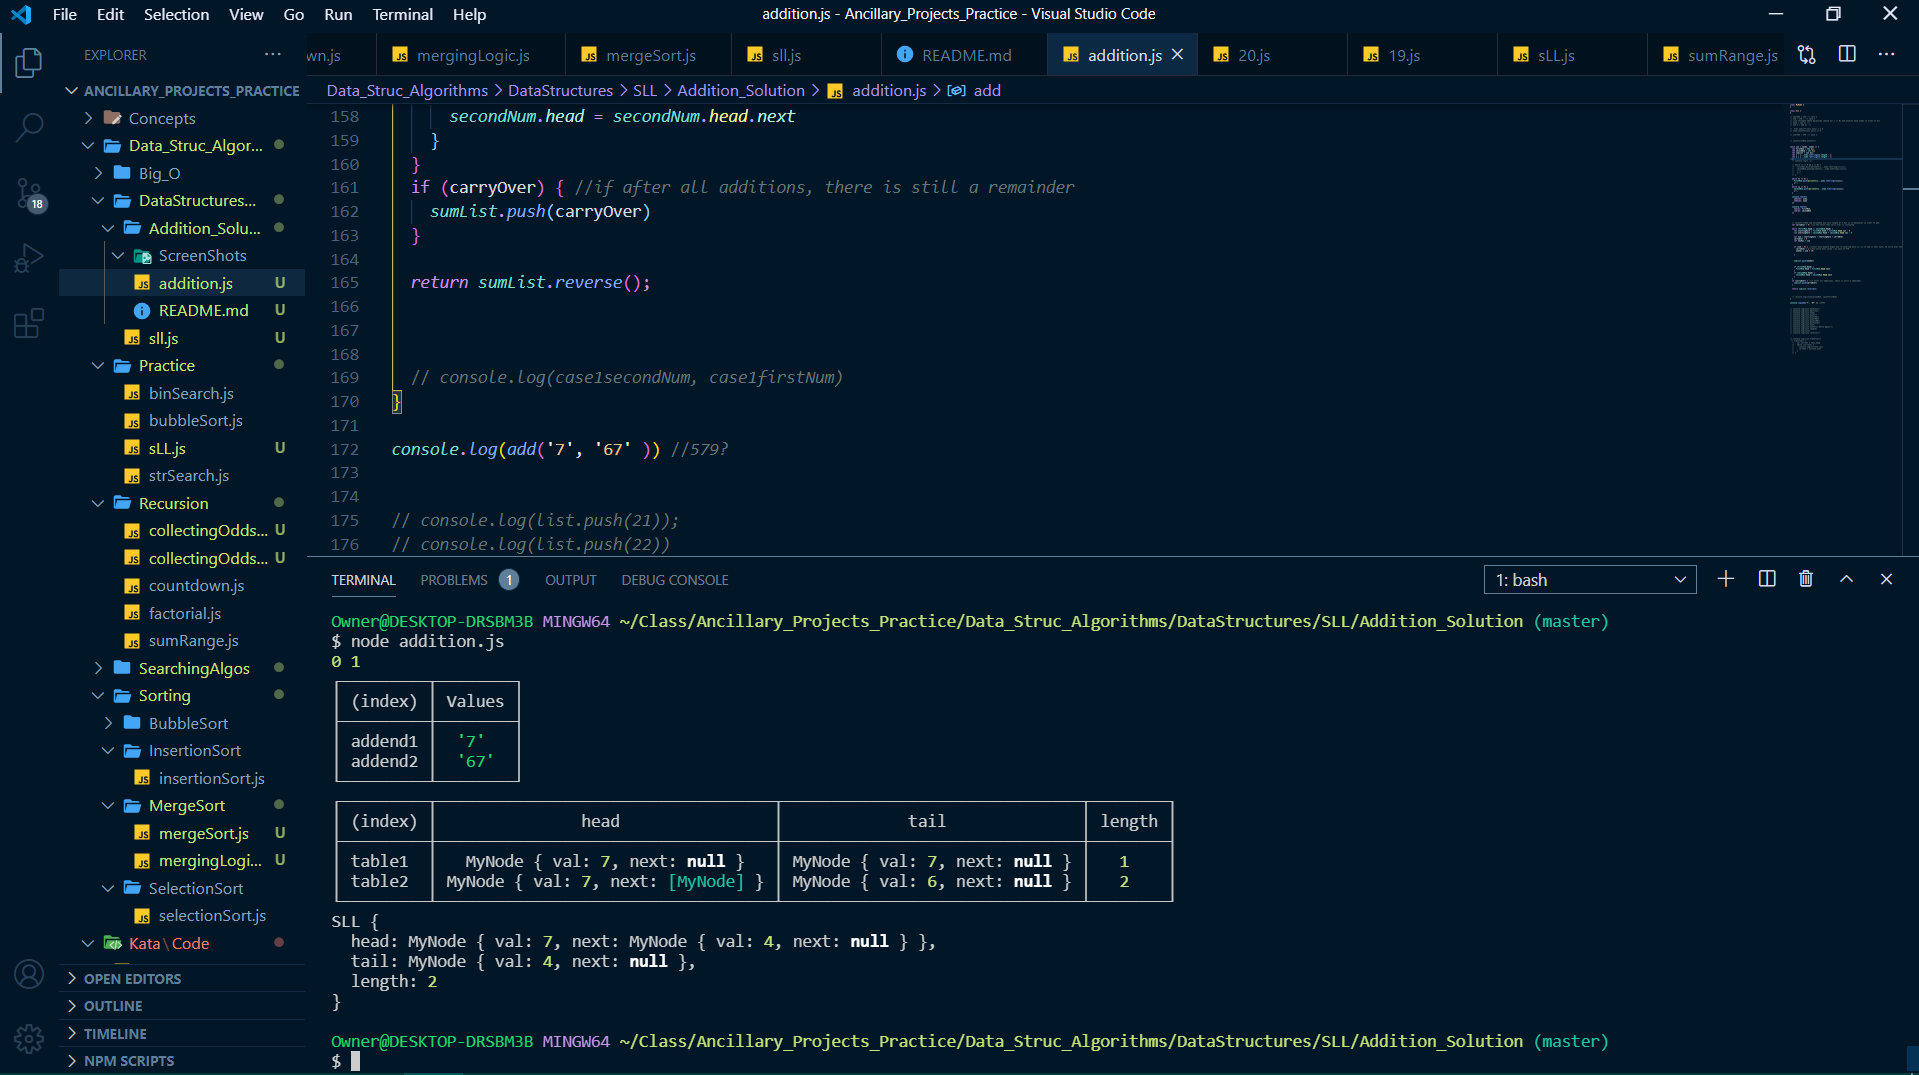 File Edit Selection View Go Run Terminal Help
addition.js - Ancillary_Projects_Practice - Visual Studio Code
EXPLORER
wn.js
mergingLogic.js
mergeSort.js
sll.js
README.md
addition.js
20.js
19.js
sLL.js
sumRange.js
ANCILLARY_PROJECTS_PRACTICE
Concepts
Data_Struc_Algor...
Big_O
DataStructures...
Addition_Solu...
ScreenShots
addition.js U
README.md U
sll.js U
Practice
binSearch.js
bubbleSort.js
sLL.js U
strSearch.js
Recursion
collectingOdds... U
collectingOdds... U
countdown.js
factorial.js
sumRange.js
SearchingAlgos
Sorting
BubbleSort
InsertionSort
insertionSort.js
MergeSort
mergeSort.js U
mergingLogi... U
SelectionSort
selectionSort.js
Kata\Code
OPEN EDITORS
OUTLINE
TIMELINE
NPM SCRIPTS
18
Data_Struc_Algorithms > DataStructures > SLL > Addition_Solution > addition.js > add
158 secondNum.head = secondNum.head.next
159 }
160 }
161 if (carryOver) { //if after all additions, there is still a remainder
162 sumList.push(carryOver)
163 }
164
165 return sumList.reverse();
166
167
168
169 // console.log(case1secondNum, case1firstNum)
170 }
171
172 console.log(add('7', '67' )) //579?
173
174
175 // console.log(list.push(21));
176 // console.log(list.push(22))
TERMINAL PROBLEMS 1 OUTPUT DEBUG CONSOLE
1: bash
Owner@DESKTOP-DRSBM3B MINGW64 ~/Class/Ancillary_Projects_Practice/Data_Struc_Algorithms/DataStructures/SLL/Addition_Solution (master)
$ node addition.js
0 1
(index) Values
addend1 '7'
addend2 '67'
(index) head tail length
table1 MyNode { val: 7, next: null } MyNode { val: 7, next: null } 1
table2 MyNode { val: 7, next: [MyNode] } MyNode { val: 6, next: null } 2
SLL {
head: MyNode { val: 7, next: MyNode { val: 4, next: null } },
tail: MyNode { val: 4, next: null },
length: 2
}
Owner@DESKTOP-DRSBM3B MINGW64 ~/Class/Ancillary_Projects_Practice/Data_Struc_Algorithms/DataStructures/SLL/Addition_Solution (master)
$